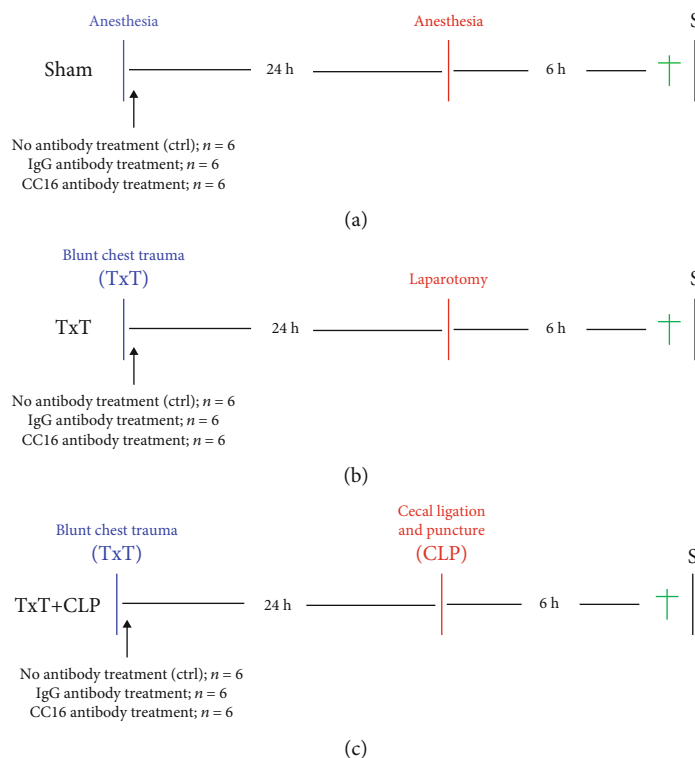 Anesthesia
Anesthesia
S
Sham
24 h
6 h
No antibody treatment (ctrl); n = 6
IgG antibody treatment; n = 6
CC16 antibody treatment; n = 6
(a)
Blunt chest trauma
(TxT)
Laparotomy
S
TxT
24 h
6 h
No antibody treatment (ctrl); n = 6
IgG antibody treatment; n = 6
CC16 antibody treatment; n = 6
(b)
Blunt chest trauma
(TxT)
Cecal ligation
and puncture
(CLP)
S
TxT+CLP
24 h
6 h
No antibody treatment (ctrl); n = 6
IgG antibody treatment; n = 6
CC16 antibody treatment; n = 6
(c)